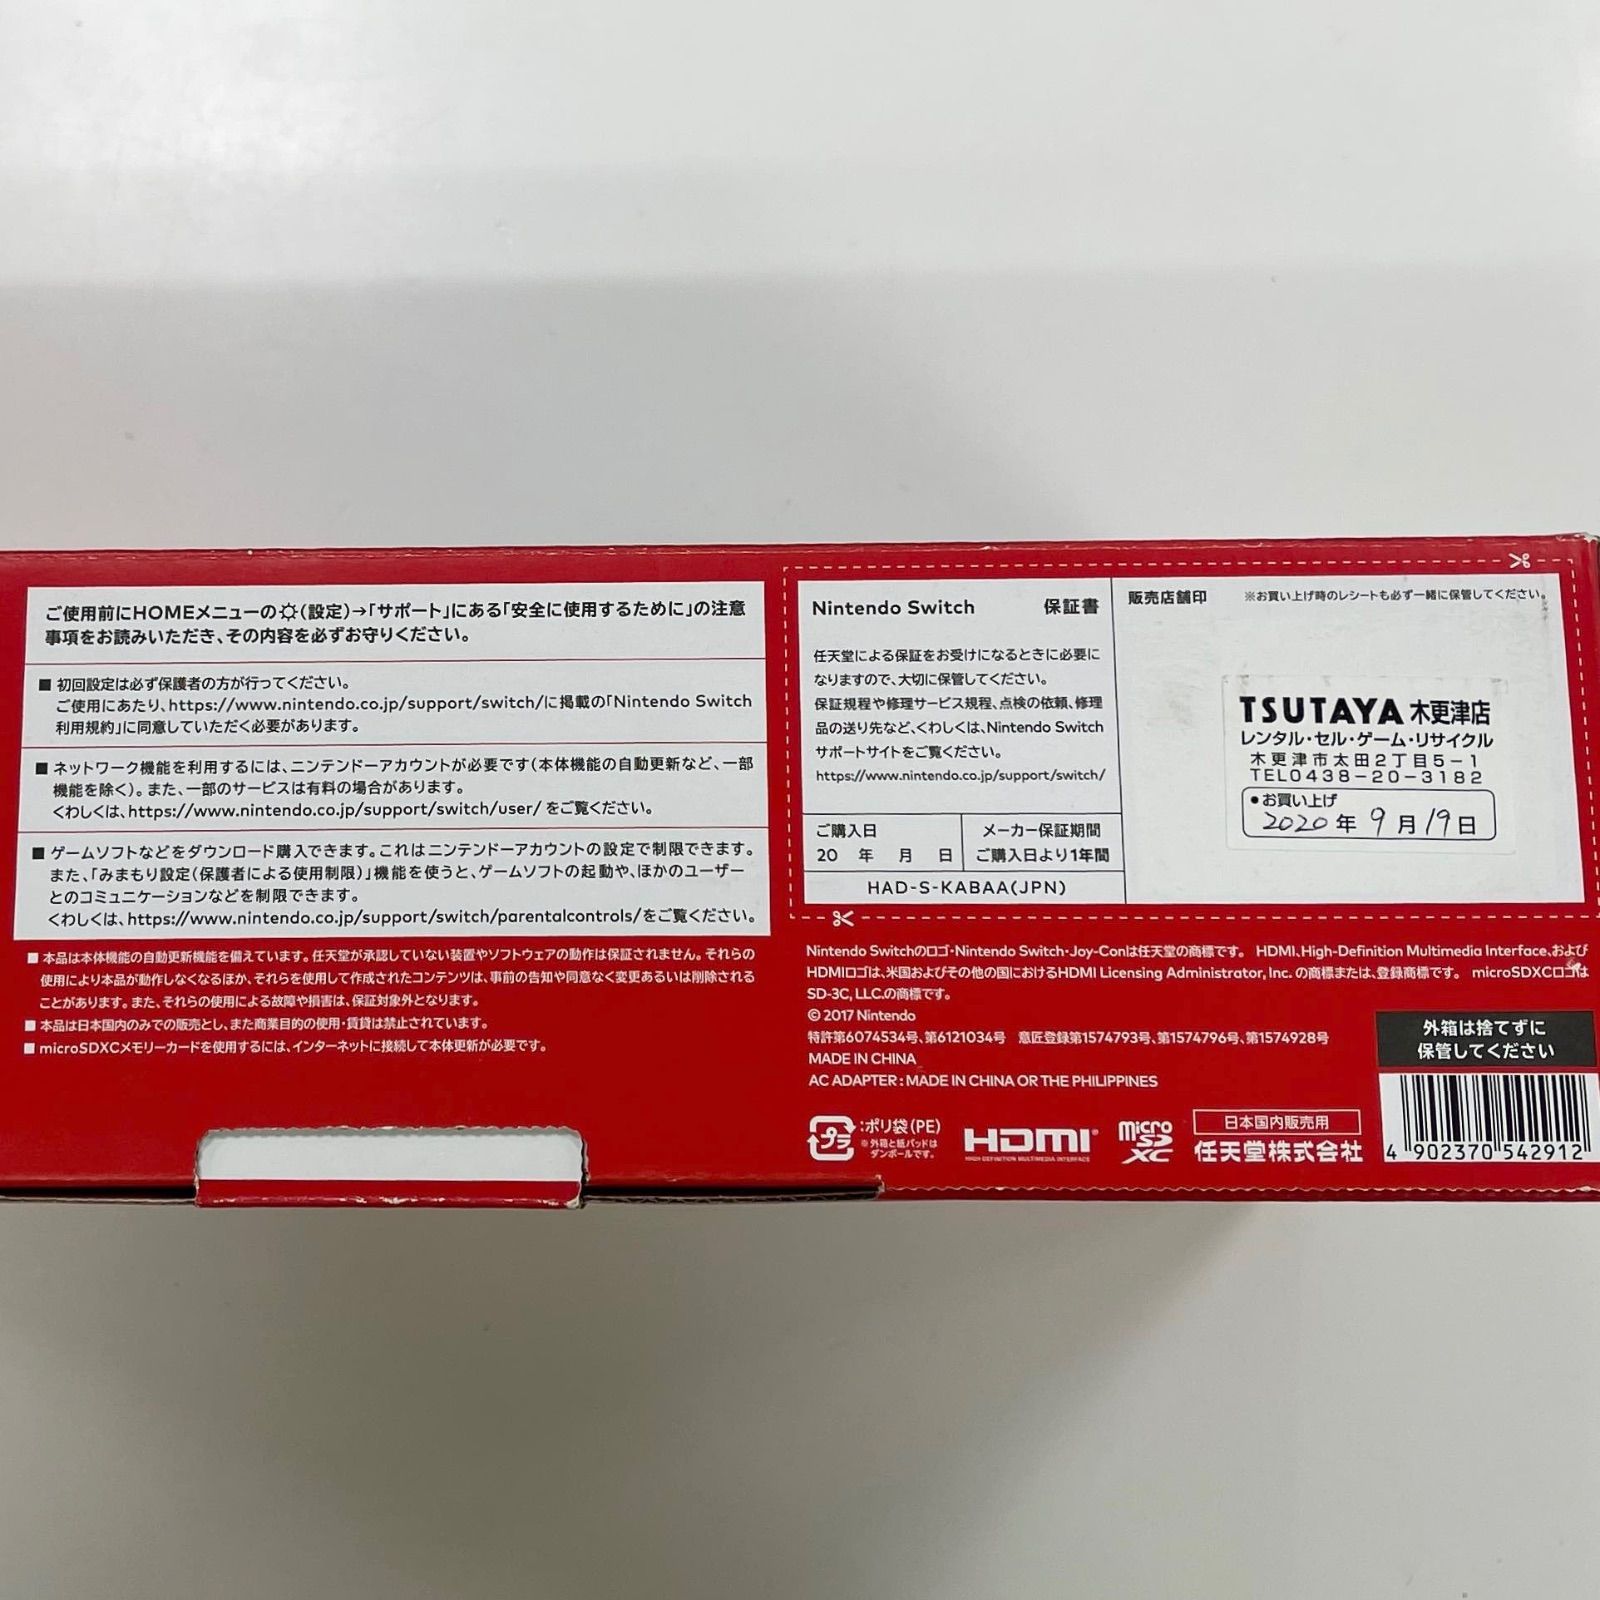 ご使用前にHOMEメニューの(設定)→「サポート」にある「安全に使用するために」の注意
事項をお読みいただき、その内容を必ずお守りください。
■ 初回設定は必ず保護者の方が行ってください。
ご使用にあたり、https://www.nintendo.co.jp/support/switch/に掲載の「Nintendo Switch
利用規約」に同意していただく必要があります。
■ ネットワーク機能を利用するには、ニンテンドーアカウントが必要です(本体機能の自動更新など、一部
機能を除く)。また、一部のサービスは有料の場合があります。
くわしくは、https://www.nintendo.co.jp/support/switch/user/ をご覧ください。
■ ゲームソフトなどをダウンロード購入できます。これはニンテンドーアカウントの設定で制限できます。
また、「みまもり設定(保護者による使用制限)」機能を使うと、ゲームソフトの起動や、ほかのユーザー
とのコミュニケーションなどを制限できます。
くわしくは、https://www.nintendo.co.jp/support/switch/parentalcontrols/をご覧ください。
■ 本品は本体機能の自動更新機能を備えています。任天堂が承認していない装置やソフトウェアの動作は保証されません。それらの
使用により本品が動作しなくなるほか、それらを使用して作成されたコンテンツは、事前の告知や同意なく変更あるいは削除される
ことがあります。また、それらの使用による故障や損害は、保証対象外となります。
■ 本品は日本国内のみでの販売とし、また商業目的の使用・賃貸は禁止されています。
■ microSDXCメモリーカードを使用するには、インターネットに接続して本体更新が必要です。
Nintendo Switch 保証書
任天堂による保証をお受けになるときに必要に
なりますので、大切に保管してください。
保証規程や修理サービス規程、点検の依頼、修理
品の送り先など、くわしくは、Nintendo Switch
サポートサイトをご覧ください。
https://www.nintendo.co.jp/support/switch/
ご購入日
20 年 月 日
メーカー保証期間
ご購入日より1年間
HAD-S-KABAA(JPN)
販売店舗印 ※お買い上げ時のレシートも必ず一緒に保管してください。
TSUTAYA 木更津店
レンタル・セル・ゲーム・リサイクル
木更津市太田2丁目5-1
TEL0438-20-3182
●お買い上げ
2020年 9月19日
Nintendo Switchのロゴ・Nintendo Switch・Joy-Conは任天堂の商標です。 HDMI、High-Definition Multimedia Interface、および
HDMIロゴは、米国およびその他の国におけるHDMI Licensing Administrator, Inc. の商標または、登録商標です。 microSDXCロゴは
SD-3C, LLC.の商標です。
© 2017 Nintendo
特許第6074534号、第6121034号 意匠登録第1574793号、第1574796号、第1574928号
MADE IN CHINA
AC ADAPTER : MADE IN CHINA OR THE PHILIPPINES
プラ :ポリ袋(PE)
※外箱と紙パッドは
ダンボールです。
HDMI
HIGH-DEFINITION MULTIMEDIA INTERFACE
micro SD XC
日本国内販売用
任天堂株式会社
外箱は捨てずに
保管してください
4 902370 542912